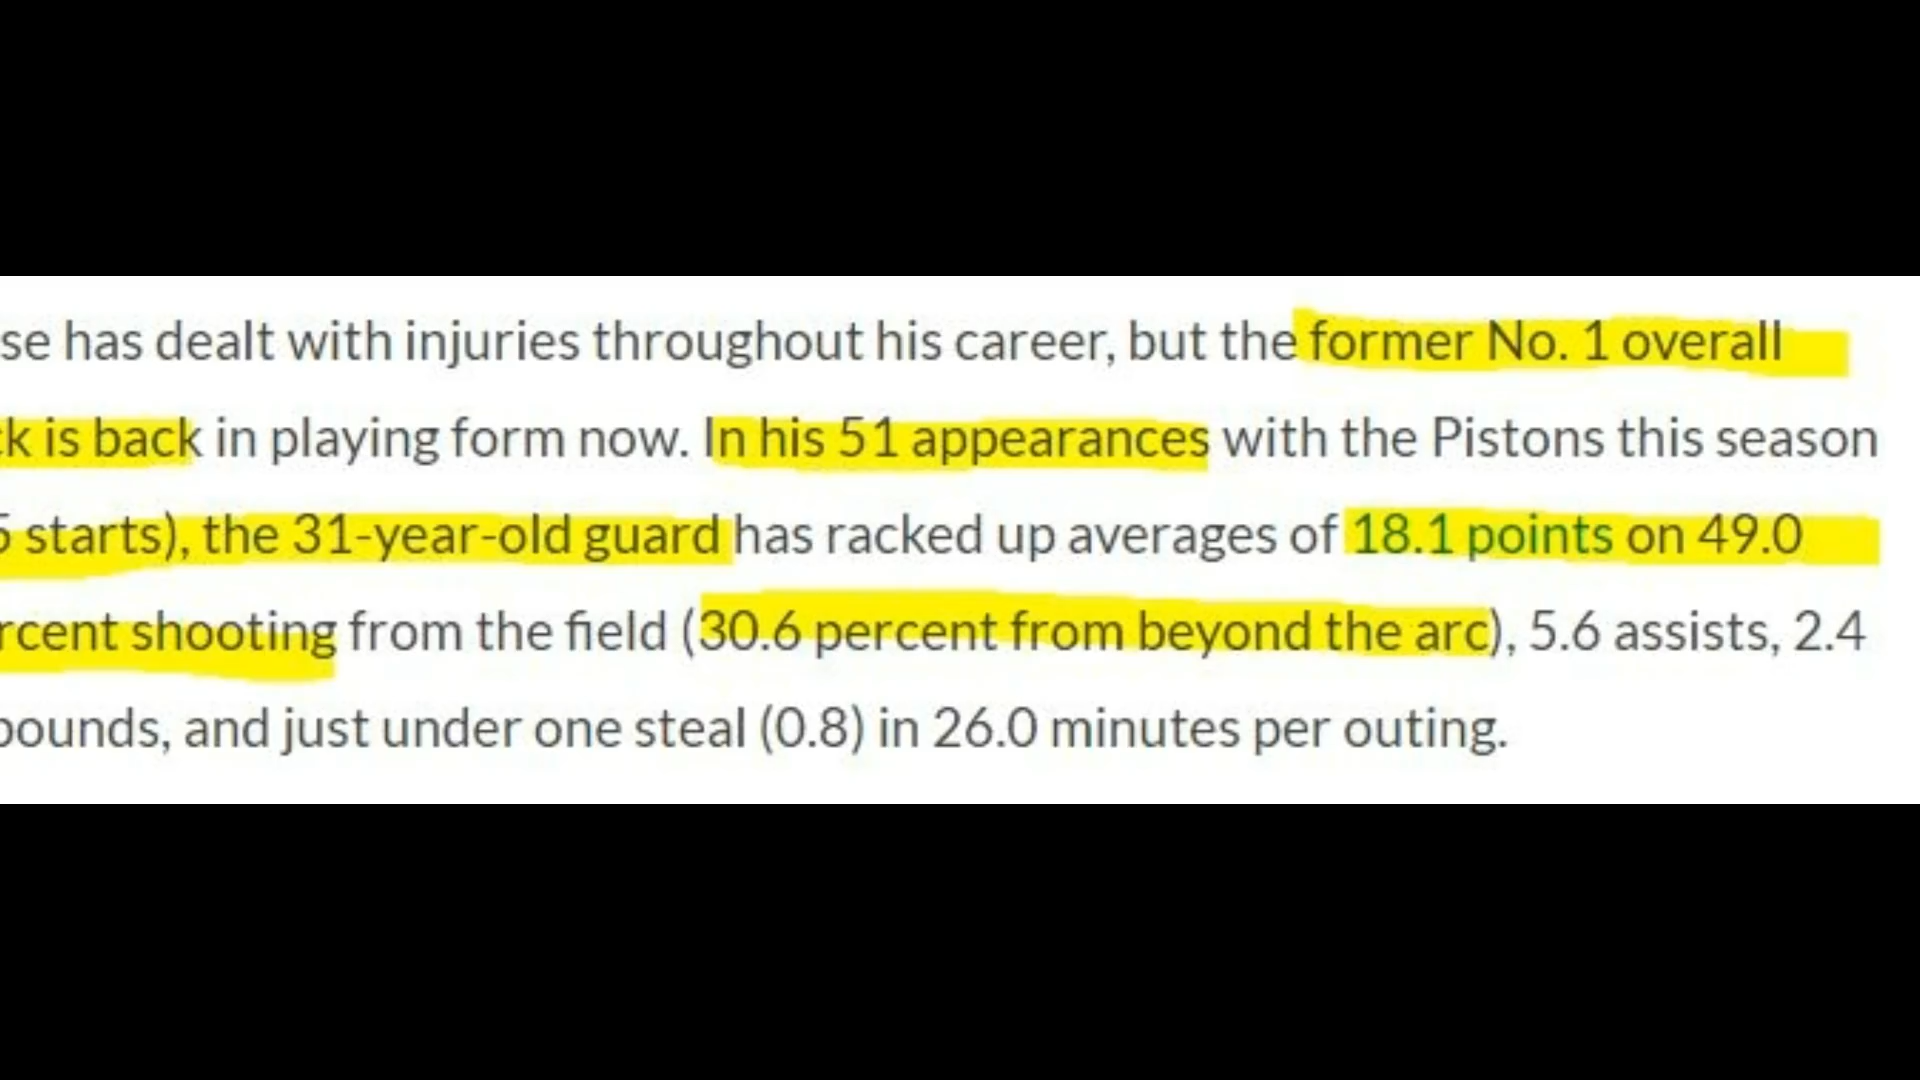 se has dealt with injuries throughout his career, but the former No. 1 overall
ck is back in playing form now. In his 51 appearances with the Pistons this season
5 starts), the 31-year-old guard has racked up averages of 18.1 points on 49.0
rcent shooting from the field (30.6 percent from beyond the arc), 5.6 assists, 2.4
bounds, and just under one steal (0.8) in 26.0 minutes per outing.